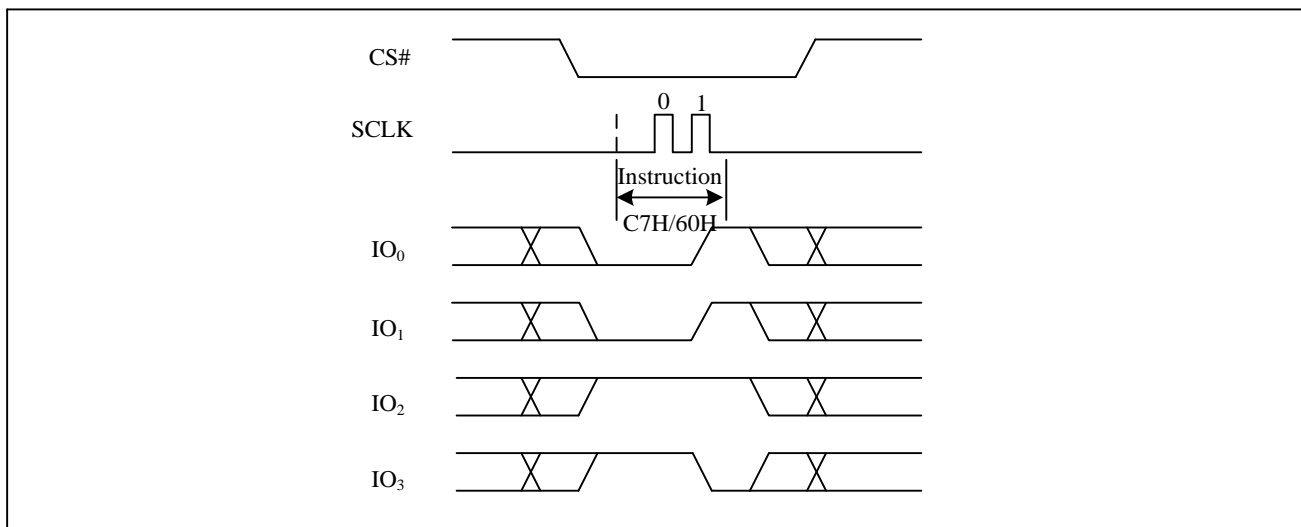 CS#
0 1
SCLK
Instruction
C7H/60H
IO₀
IO₁
IO₂
IO₃